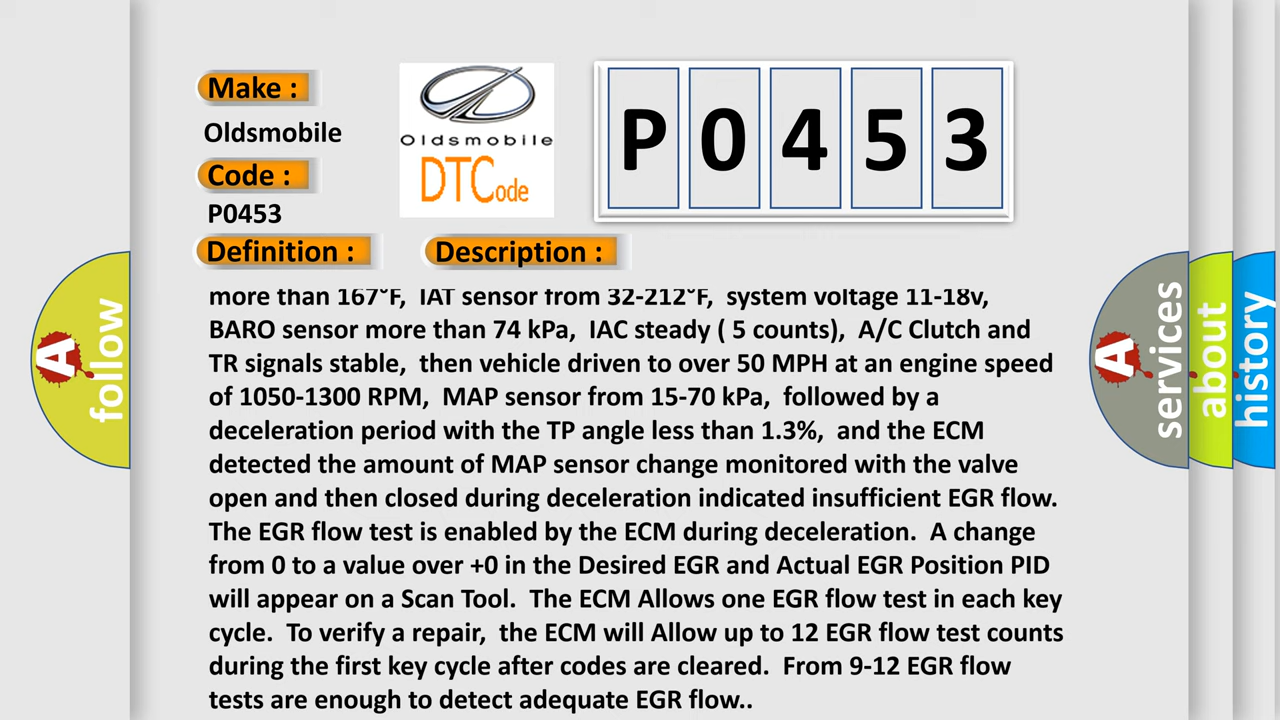 Make :
Oldsmobile
Code :
P0453
Oldsmobile
DTCode
P0453
Definition :
Description :
more than 167°F, IAT sensor from 32-212°F, system voltage 11-18v,
BARO sensor more than 74 kPa, IAC steady ( 5 counts), A/C Clutch and
TR signals stable, then vehicle driven to over 50 MPH at an engine speed
of 1050-1300 RPM, MAP sensor from 15-70 kPa, followed by a
deceleration period with the TP angle less than 1.3%, and the ECM
detected the amount of MAP sensor change monitored with the valve
open and then closed during deceleration indicated insufficient EGR flow.
The EGR flow test is enabled by the ECM during deceleration. A change
from 0 to a value over +0 in the Desired EGR and Actual EGR Position PID
will appear on a Scan Tool. The ECM Allows one EGR flow test in each key
cycle. To verify a repair, the ECM will Allow up to 12 EGR flow test counts
during the first key cycle after codes are cleared. From 9-12 EGR flow
tests are enough to detect adequate EGR flow..
A
follow
A
services
about
history